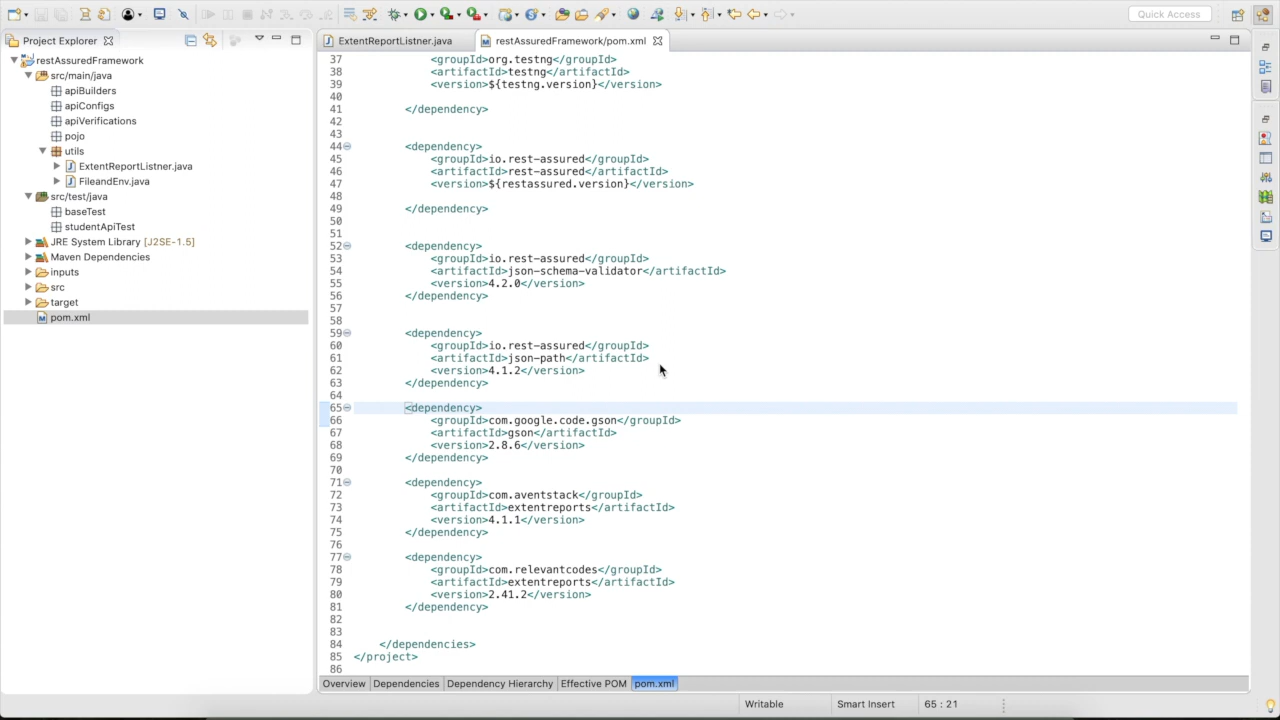 Quick Access
Project Explorer
restAssuredFramework
src/main/java
apiBuilders
apiConfigs
apiVerifications
pojo
utils
ExtentReportListner.java
FileandEnv.java
src/test/java
baseTest
studentApiTest
JRE System Library [J2SE-1.5]
Maven Dependencies
inputs
src
target
pom.xml
ExtentReportListner.java
restAssuredFramework/pom.xml
37 <groupId>org.testng</groupId>
38 <artifactId>testng</artifactId>
39 <version>${testng.version}</version>
40
41 </dependency>
42
43
44 <dependency>
45 <groupId>io.rest-assured</groupId>
46 <artifactId>rest-assured</artifactId>
47 <version>${restassured.version}</version>
48
49 </dependency>
50
51
52 <dependency>
53 <groupId>io.rest-assured</groupId>
54 <artifactId>json-schema-validator</artifactId>
55 <version>4.2.0</version>
56 </dependency>
57
58
59 <dependency>
60 <groupId>io.rest-assured</groupId>
61 <artifactId>json-path</artifactId>
62 <version>4.1.2</version>
63 </dependency>
64
65 <dependency>
66 <groupId>com.google.code.gson</groupId>
67 <artifactId>gson</artifactId>
68 <version>2.8.6</version>
69 </dependency>
70
71 <dependency>
72 <groupId>com.aventstack</groupId>
73 <artifactId>extentreports</artifactId>
74 <version>4.1.1</version>
75 </dependency>
76
77 <dependency>
78 <groupId>com.relevantcodes</groupId>
79 <artifactId>extentreports</artifactId>
80 <version>2.41.2</version>
81 </dependency>
82
83
84 </dependencies>
85 </project>
86
Overview Dependencies Dependency Hierarchy Effective POM pom.xml
Writable Smart Insert 65 : 21